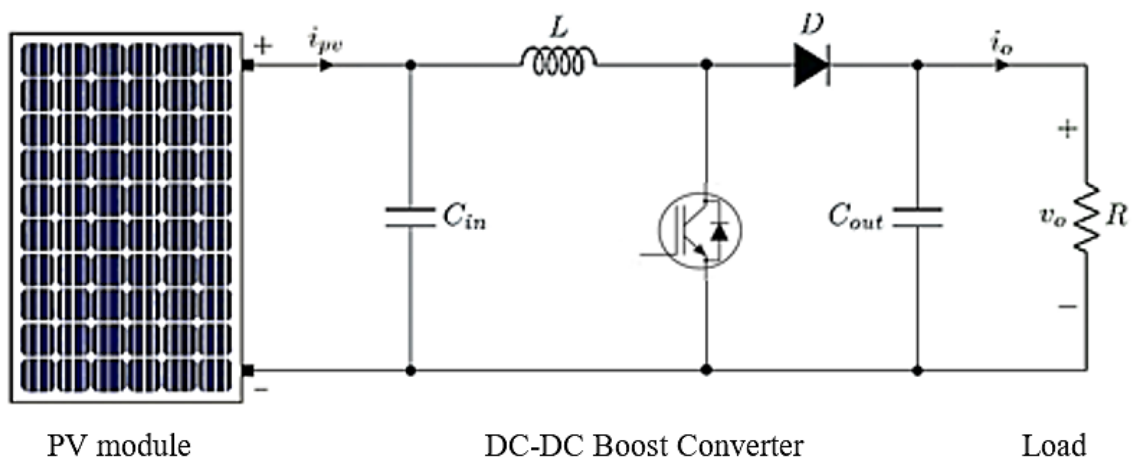 L
D
+
i_pv
i_o
+
C_in
C_out
v_o
R
−
−
PV module
DC-DC Boost Converter
Load